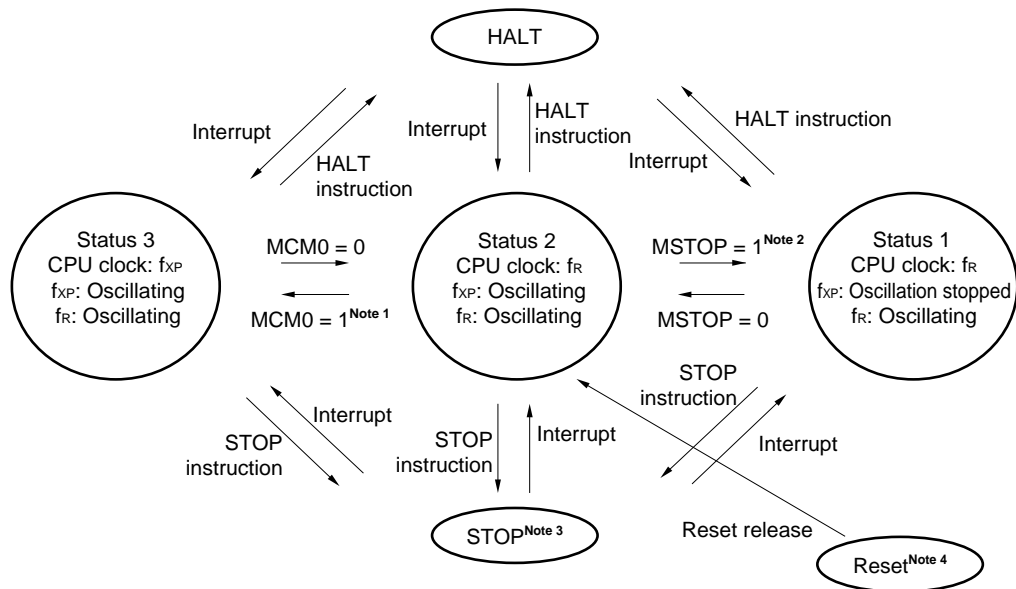 HALT
Interrupt
HALT
instruction
Interrupt
HALT
instruction
HALT instruction
Interrupt
Status 3
CPU clock: fXP
fXP: Oscillating
fR: Oscillating
MCM0 = 0
MCM0 = 1Note 1
Status 2
CPU clock: fR
fXP: Oscillating
fR: Oscillating
MSTOP = 1Note 2
MSTOP = 0
Status 1
CPU clock: fR
fXP: Oscillation stopped
fR: Oscillating
STOP
instruction
Interrupt
STOP
instruction
Interrupt
STOP
instruction
Interrupt
STOPNote 3
Reset release
ResetNote 4